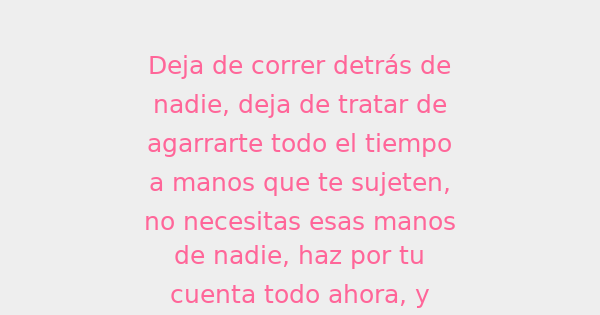 Deja de correr detrás de
nadie, deja de tratar de
agarrarte todo el tiempo
a manos que te sujeten,
no necesitas esas manos
de nadie, haz por tu
cuenta todo ahora, y